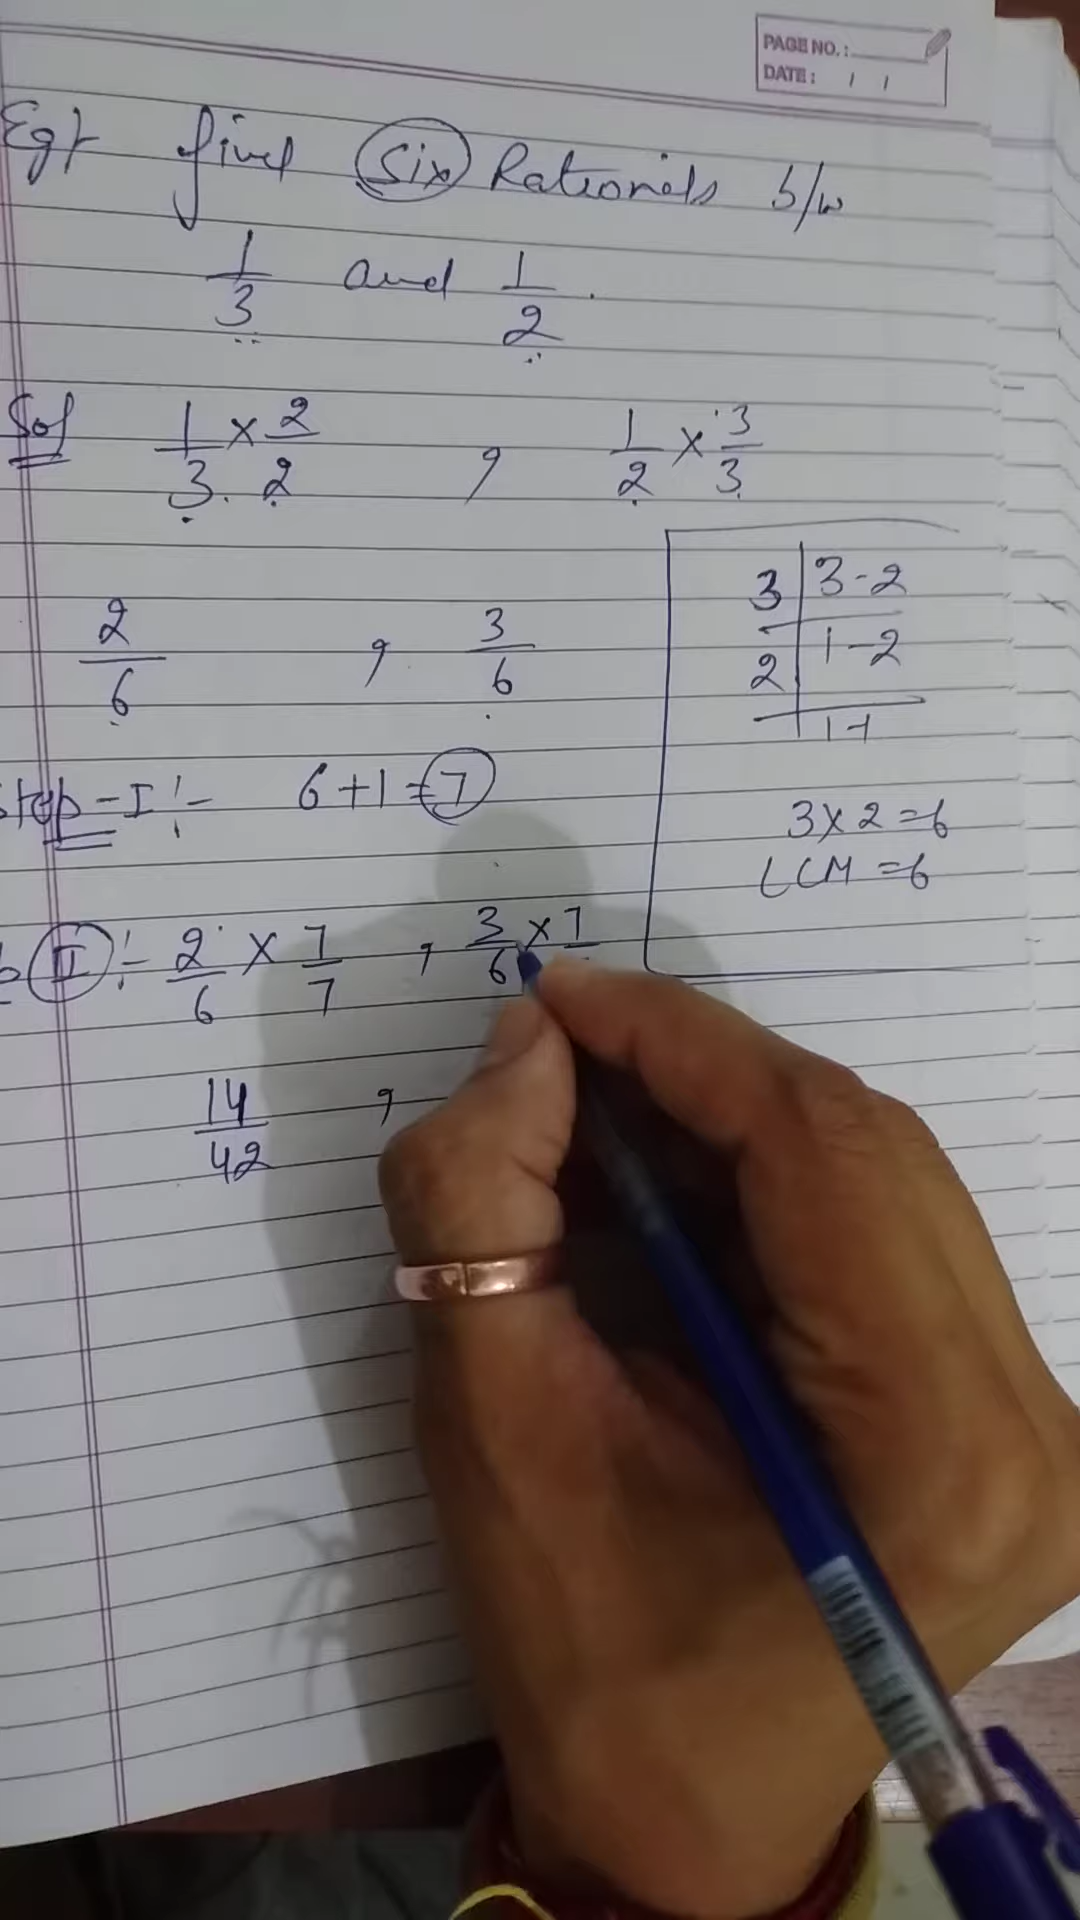 PAGE NO.:
DATE: / /
Eg:- find six Rationals b/w
1/3 and 1/2.
Sol 1/3 × 2/2 , 1/2 × 3/3
2/6 , 3/6
3 | 3-2
2 | 1-2
1-1
3×2=6
LCM=6
Step-I:- 6+1=7
II:- 2/6 × 7/7 , 3/6 × 7
14/42 ,